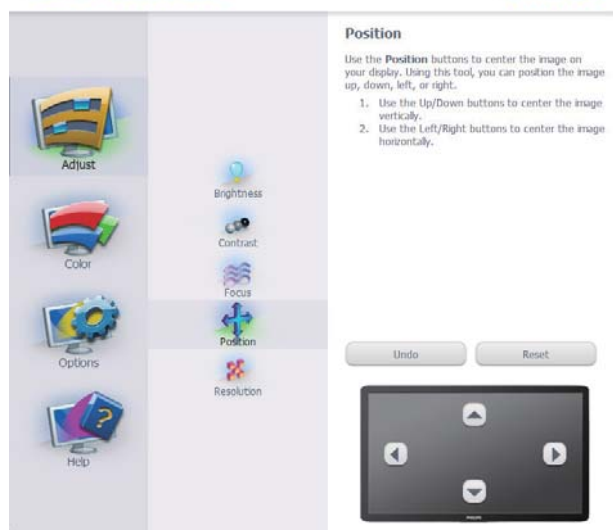 Adjust
Color
Options
Help
Brightness
Contrast
Focus
Position
Resolution
Position
Use the Position buttons to center the image on
your display. Using this tool, you can position the image
up, down, left, or right.
1. Use the Up/Down buttons to center the image
vertically.
2. Use the Left/Right buttons to center the image
horizontally.
Undo
Reset
PHILIPS